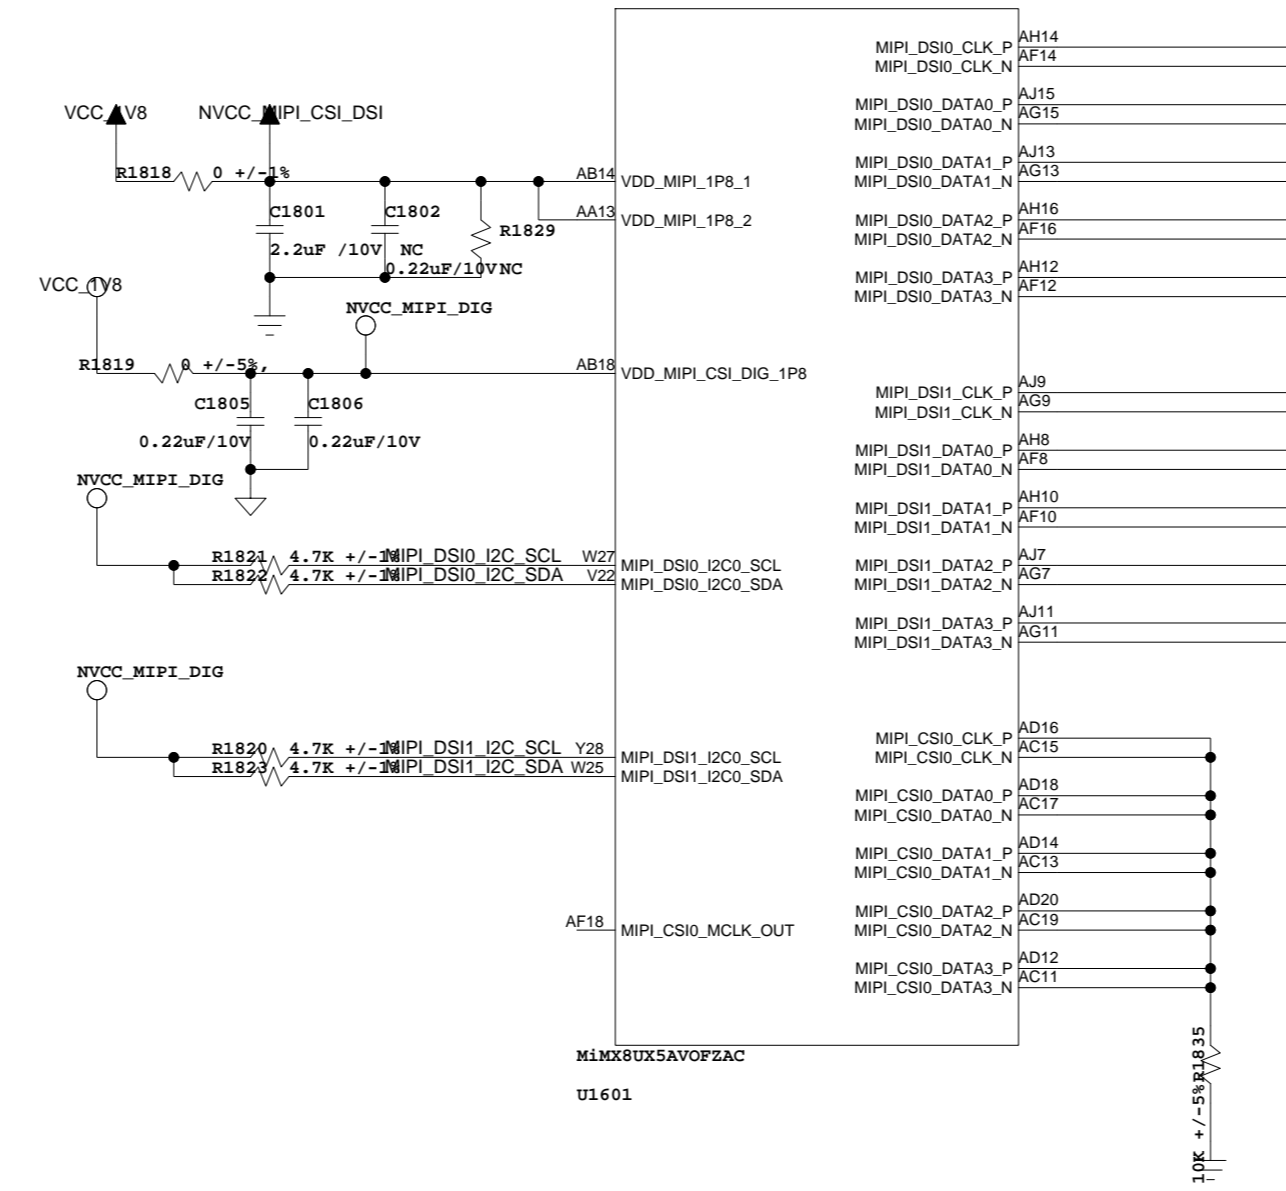 VCC_1V8
NVCC_MIPI_CSI_DSI
R1818 0 +/-1%
C1801
2.2uF /10V
C1802
NC
0.22uF/10V
R1829
NC
VCC_1V8
NVCC_MIPI_DIG
R1819 0 +/-5%,
C1805
0.22uF/10V
C1806
0.22uF/10V
NVCC_MIPI_DIG
R1821 4.7K +/-1% MIPI_DSI0_I2C_SCL W27
R1822 4.7K +/-1% MIPI_DSI0_I2C_SDA V22
NVCC_MIPI_DIG
R1820 4.7K +/-1% MIPI_DSI1_I2C_SCL Y28
R1823 4.7K +/-1% MIPI_DSI1_I2C_SDA W25
AB14 VDD_MIPI_1P8_1
AA13 VDD_MIPI_1P8_2
AB18 VDD_MIPI_CSI_DIG_1P8
MIPI_DSI0_I2C0_SCL
MIPI_DSI0_I2C0_SDA
MIPI_DSI1_I2C0_SCL
MIPI_DSI1_I2C0_SDA
AF18 MIPI_CSI0_MCLK_OUT
MIPI_DSI0_CLK_P AH14
MIPI_DSI0_CLK_N AF14
MIPI_DSI0_DATA0_P AJ15
MIPI_DSI0_DATA0_N AG15
MIPI_DSI0_DATA1_P AJ13
MIPI_DSI0_DATA1_N AG13
MIPI_DSI0_DATA2_P AH16
MIPI_DSI0_DATA2_N AF16
MIPI_DSI0_DATA3_P AH12
MIPI_DSI0_DATA3_N AF12
MIPI_DSI1_CLK_P AJ9
MIPI_DSI1_CLK_N AG9
MIPI_DSI1_DATA0_P AH8
MIPI_DSI1_DATA0_N AF8
MIPI_DSI1_DATA1_P AH10
MIPI_DSI1_DATA1_N AF10
MIPI_DSI1_DATA2_P AJ7
MIPI_DSI1_DATA2_N AG7
MIPI_DSI1_DATA3_P AJ11
MIPI_DSI1_DATA3_N AG11
MIPI_CSI0_CLK_P AD16
MIPI_CSI0_CLK_N AC15
MIPI_CSI0_DATA0_P AD18
MIPI_CSI0_DATA0_N AC17
MIPI_CSI0_DATA1_P AD14
MIPI_CSI0_DATA1_N AC13
MIPI_CSI0_DATA2_P AD20
MIPI_CSI0_DATA2_N AC19
MIPI_CSI0_DATA3_P AD12
MIPI_CSI0_DATA3_N AC11
10K +/-5% R1835
MiMX8UX5AVOFZAC
U1601